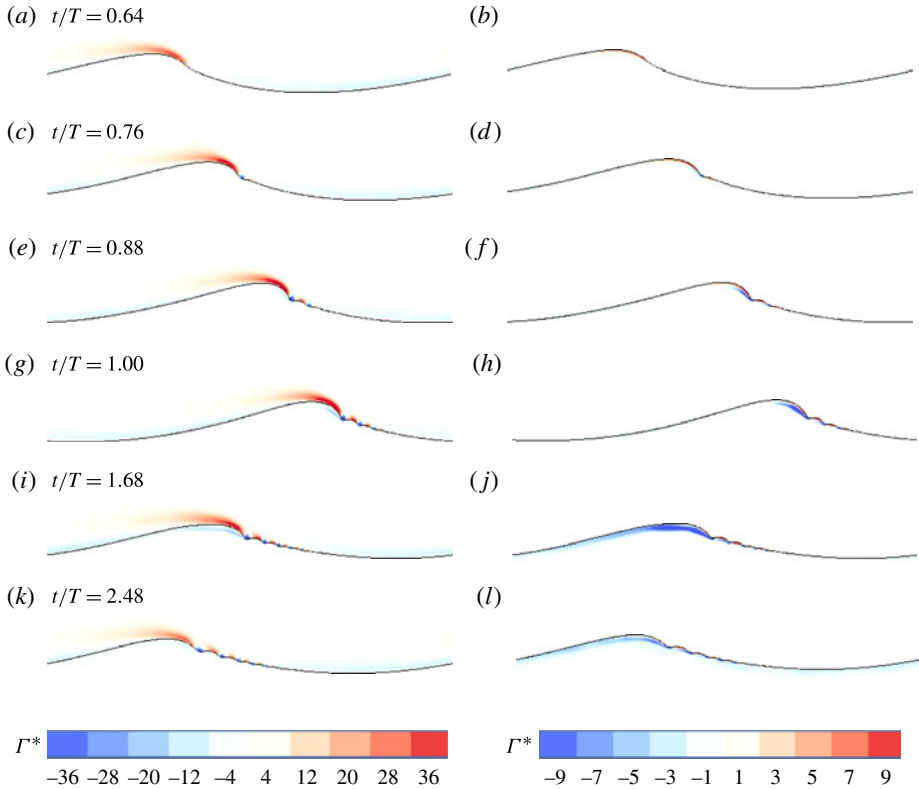 (a) t/T = 0.64 (b)
(c) t/T = 0.76 (d)
(e) t/T = 0.88 (f)
(g) t/T = 1.00 (h)
(i) t/T = 1.68 (j)
(k) t/T = 2.48 (l)
Γ* Γ*
–36 –28 –20 –12 –4 4 12 20 28 36 –9 –7 –5 –3 –1 1 3 5 7 9